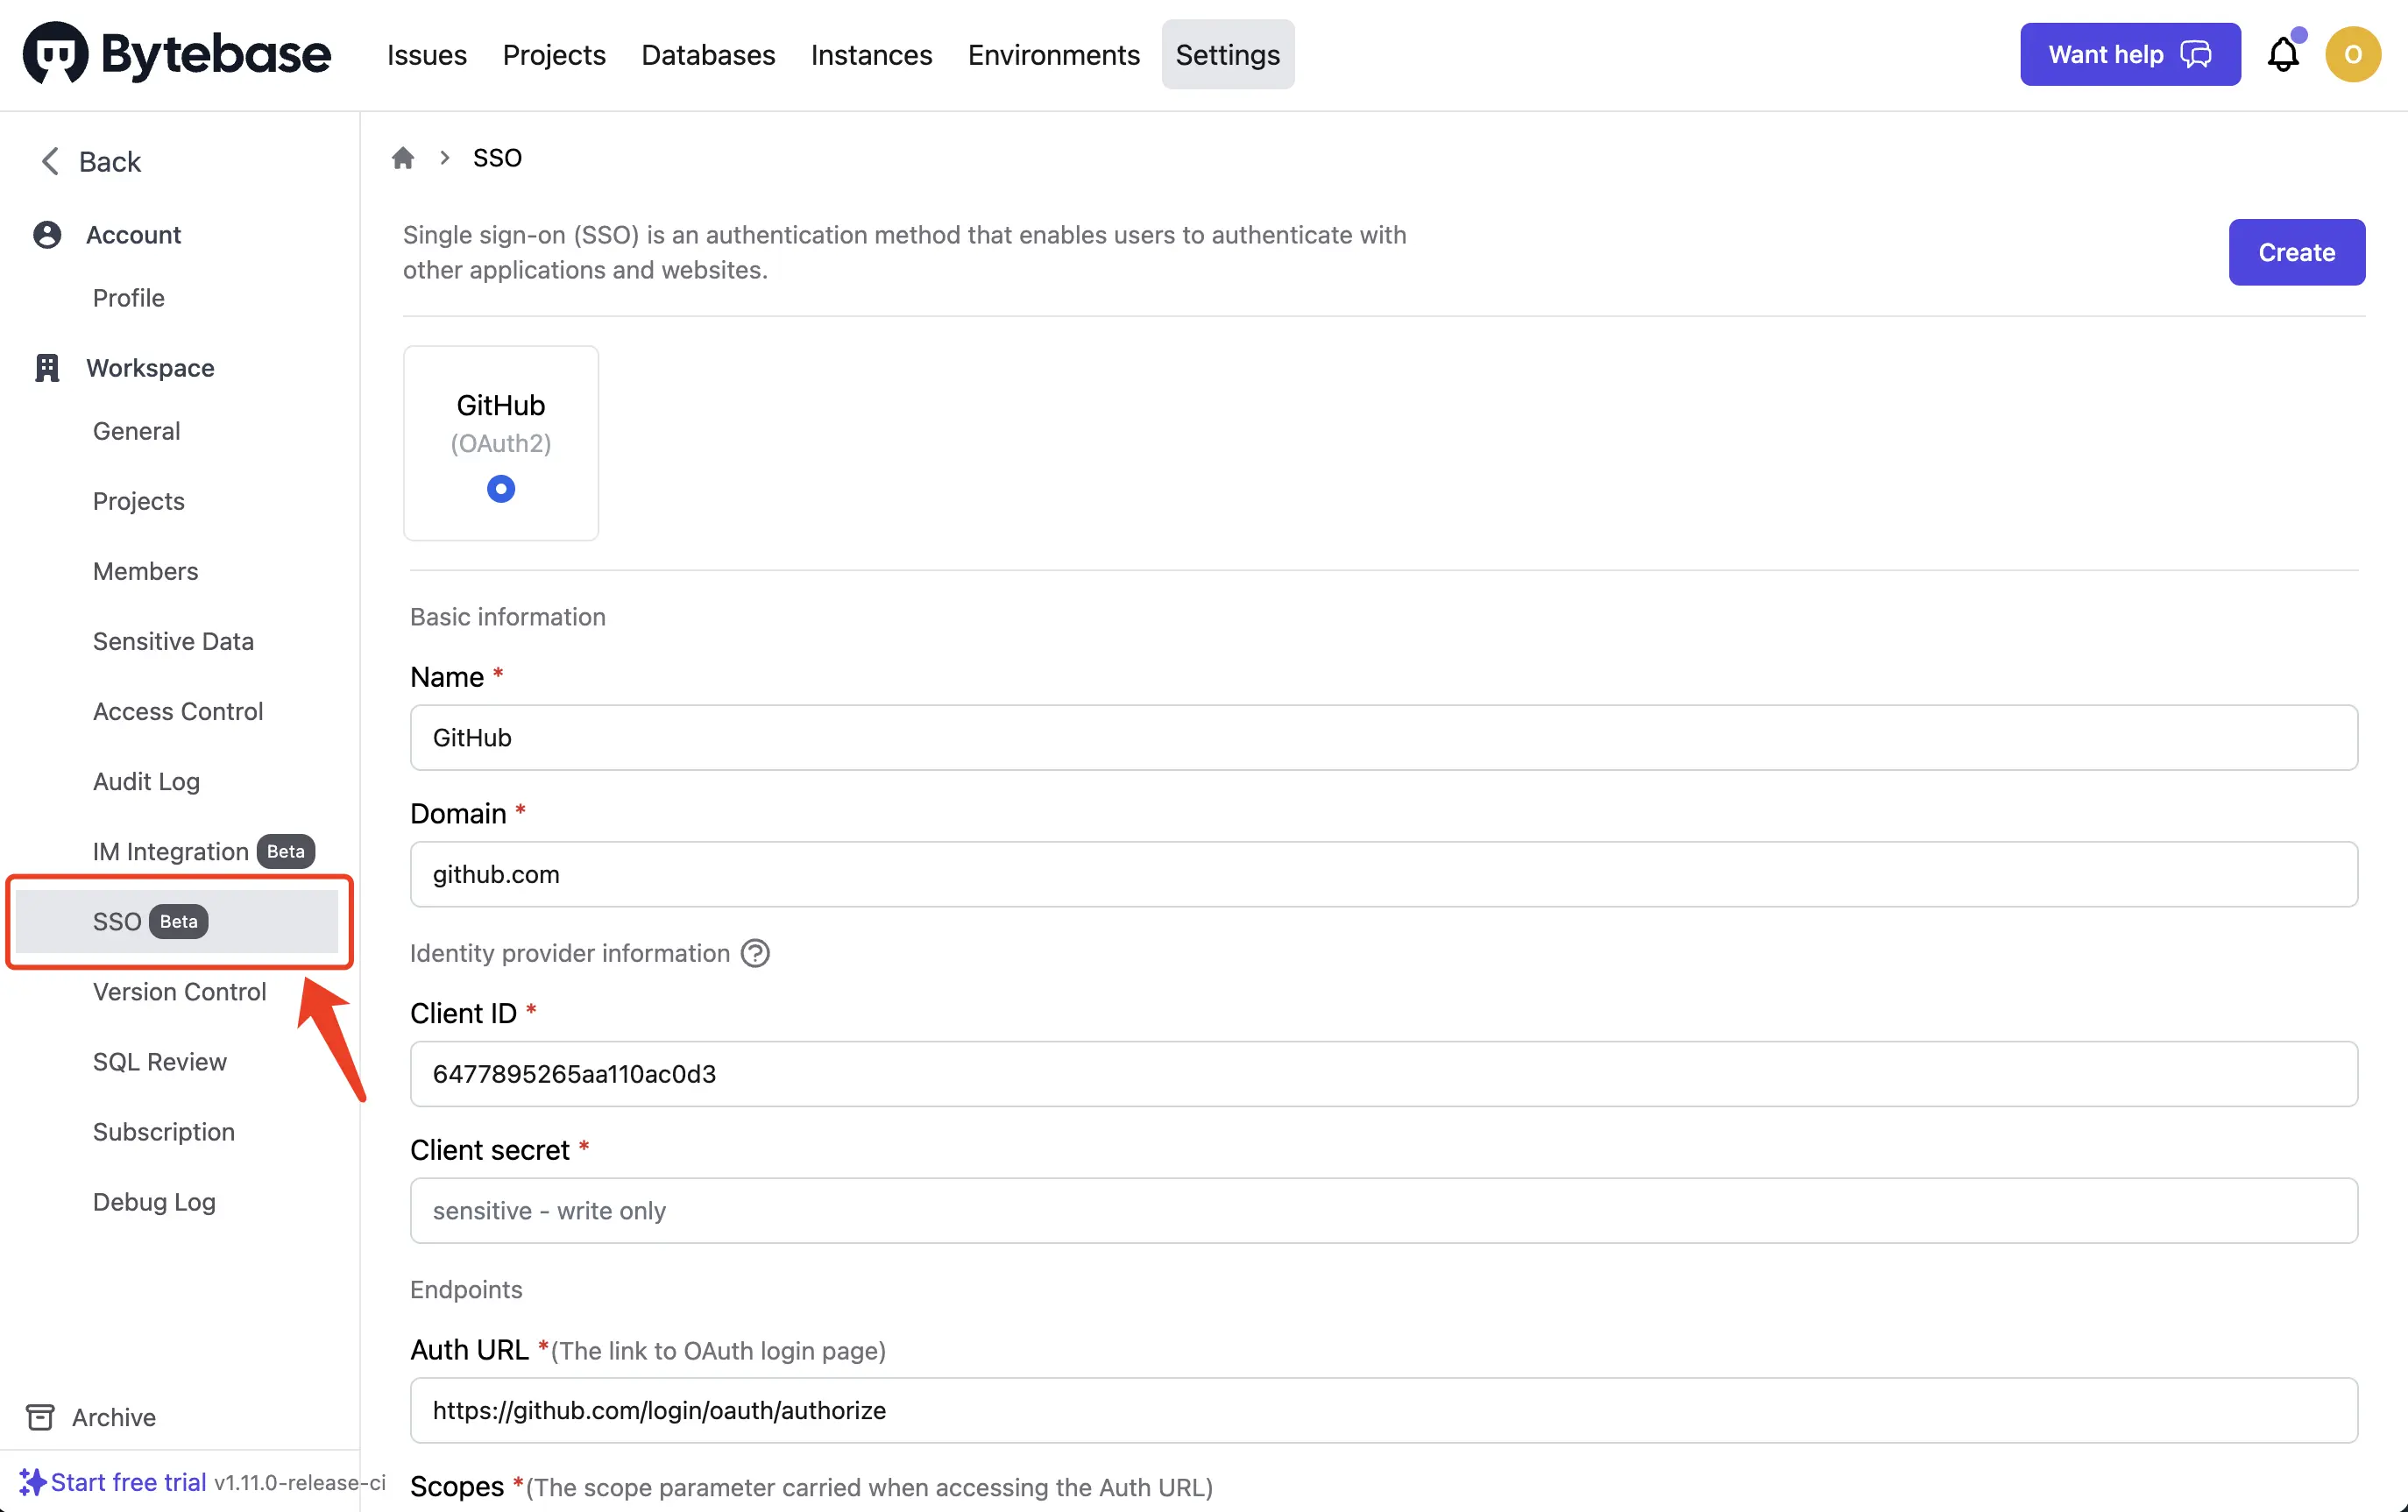 Bytebase
Issues
Projects
Databases
Instances
Environments
Settings
Want help
O
Back
Account
Profile
Workspace
General
Projects
Members
Sensitive Data
Access Control
Audit Log
IM Integration Beta
SSO Beta
Version Control
SQL Review
Subscription
Debug Log
Archive
Start free trial v1.11.0-release-ci
SSO
Single sign-on (SSO) is an authentication method that enables users to authenticate with
other applications and websites.
Create
GitHub
(OAuth2)
Basic information
Name *
GitHub
Domain *
github.com
Identity provider information ?
Client ID *
6477895265aa110ac0d3
Client secret *
sensitive - write only
Endpoints
Auth URL *(The link to OAuth login page)
https://github.com/login/oauth/authorize
Scopes *(The scope parameter carried when accessing the Auth URL)